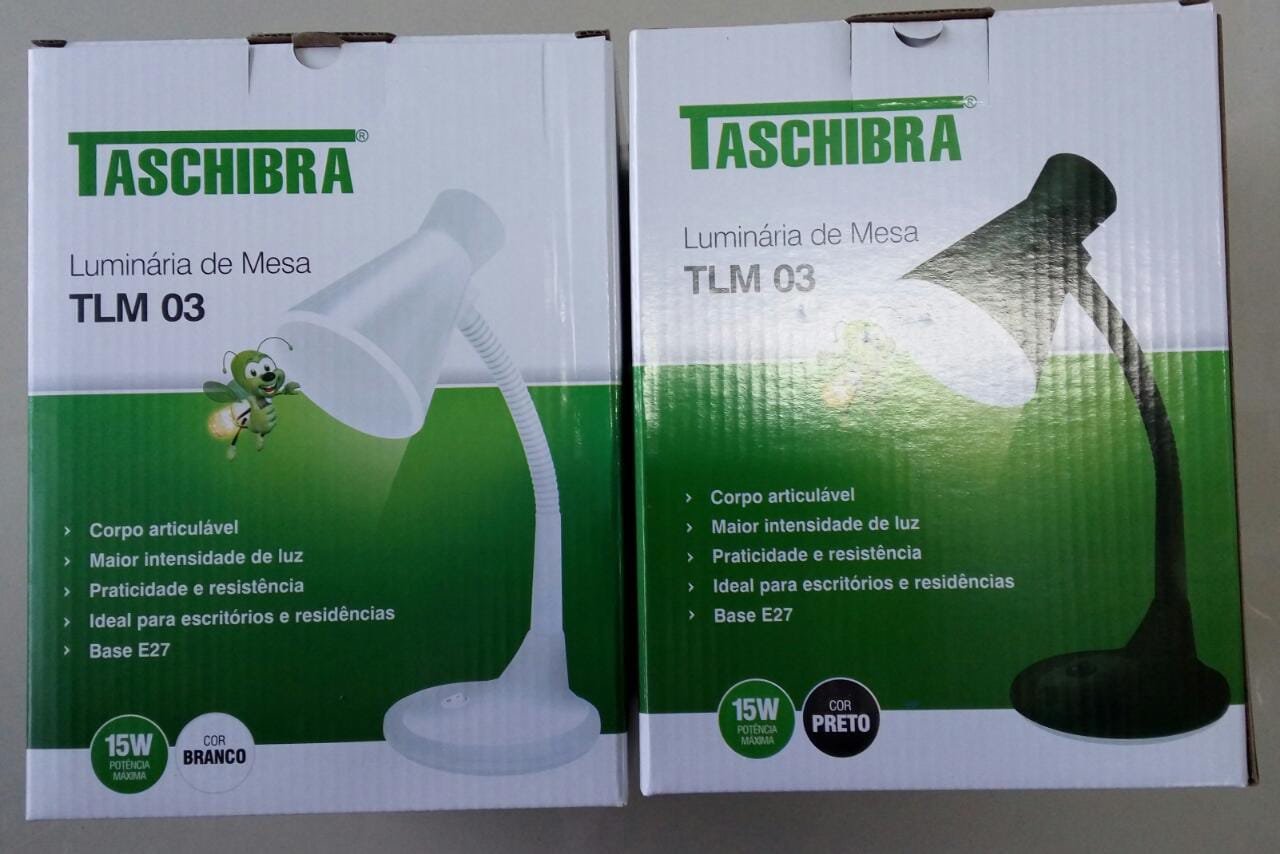 TASCHIBRA®
Luminária de Mesa
TLM 03
› Corpo articulável
› Maior intensidade de luz
› Praticidade e resistência
› Ideal para escritórios e residências
› Base E27
15W
POTÊNCIA
MÁXIMA
COR
BRANCO
TASCHIBRA®
Luminária de Mesa
TLM 03
› Corpo articulável
› Maior intensidade de luz
› Praticidade e resistência
› Ideal para escritórios e residências
› Base E27
15W
POTÊNCIA
MÁXIMA
COR
PRETO